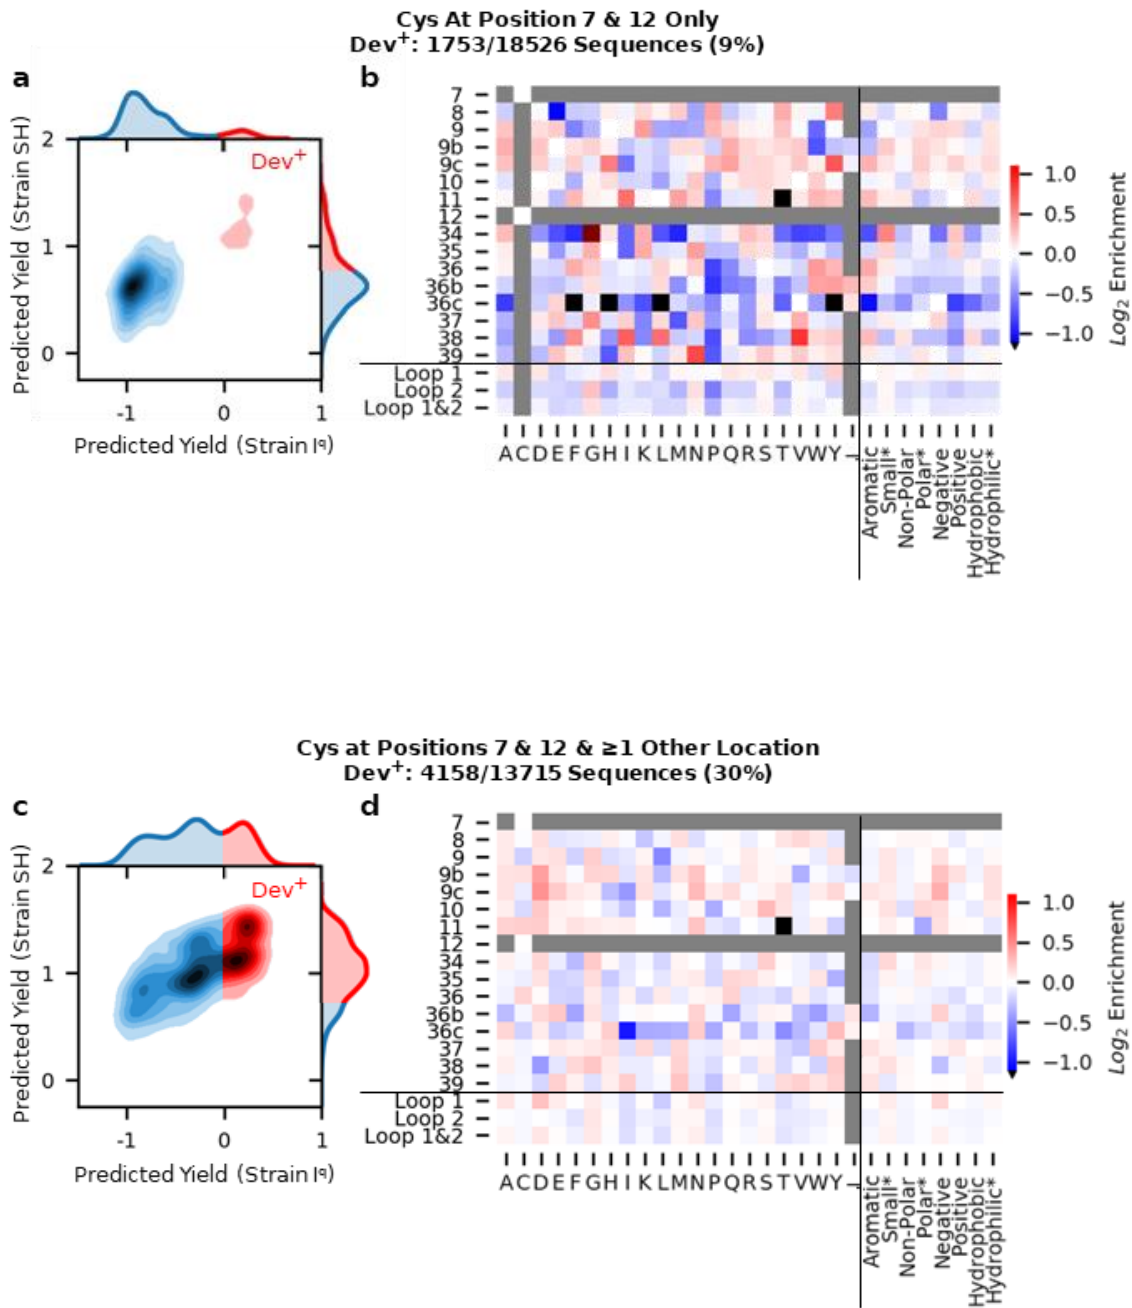 Cys At Position 7 & 12 Only
Dev+: 1753/18526 Sequences (9%)
a
b
Dev+
Predicted Yield (Strain SH)
2
1
0
-1
0
1
Predicted Yield (Strain Iq)
7
8
9
9b
9c
10
11
12
34
35
36
36b
36c
37
38
39
Loop 1
Loop 2
Loop 1&2
A C D E F G H I K L M N P Q R S T V W Y –
Aromatic
Small*
Non-Polar
Polar*
Negative
Positive
Hydrophobic
Hydrophilic*
1.0
0.5
0.0
−0.5
−1.0
Log2 Enrichment
Cys at Positions 7 & 12 & ≥1 Other Location
Dev+: 4158/13715 Sequences (30%)
c
d
Dev+
Predicted Yield (Strain SH)
2
1
0
-1
0
1
Predicted Yield (Strain Iq)
7
8
9
9b
9c
10
11
12
34
35
36
36b
36c
37
38
39
Loop 1
Loop 2
Loop 1&2
A C D E F G H I K L M N P Q R S T V W Y –
Aromatic
Small*
Non-Polar
Polar*
Negative
Positive
Hydrophobic
Hydrophilic*
1.0
0.5
0.0
−0.5
−1.0
Log2 Enrichment